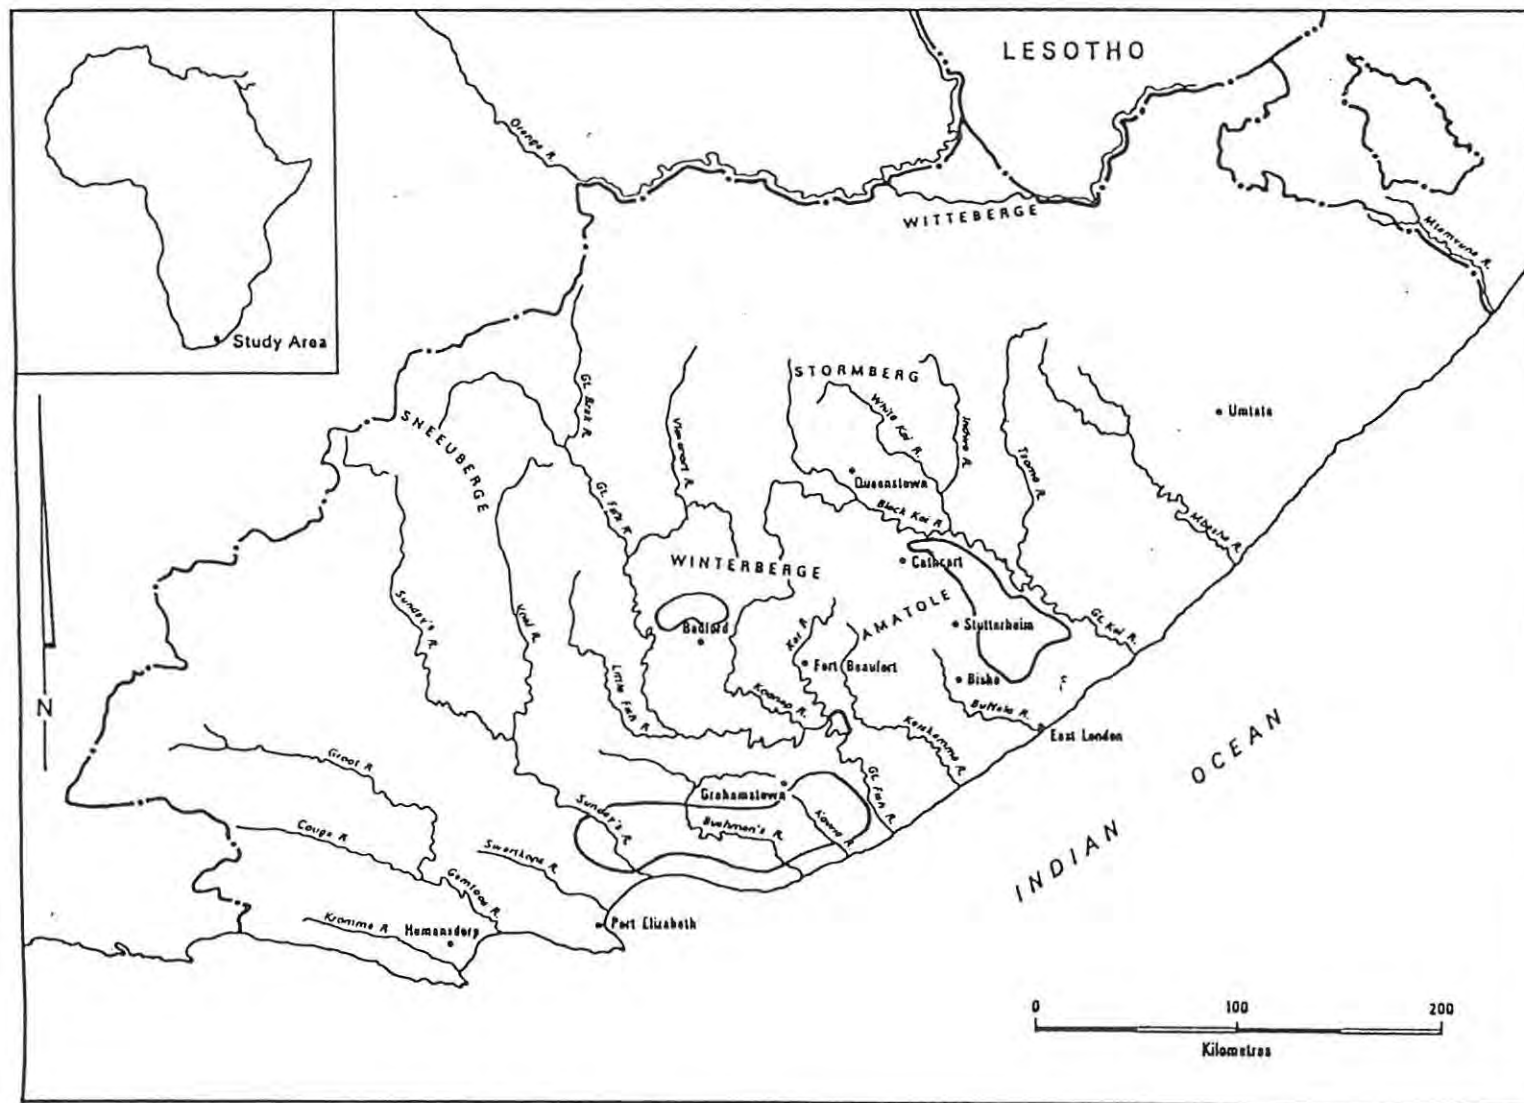 LESOTHO
Orange R.
Study Area
WITTEBERGE
Mtamvuna R.
STORMBERG
SNEEUBERGE
Gt. Brak R.
White Kei R.
Indwe R.
Tsomo R.
Umtata
Queenstown
Gt. Fish R.
Black Kei R.
Mbashe R.
WINTERBERGE
Cathcart
Sunday's R.
Vogel R.
Bedford
AMATOLE
Stutterheim
Gt. Kei R.
Kat R.
Fort Beaufort
Little Fish R.
Koonap R.
Bisho
Buffalo R.
East London
Keiskamma R.
N
Groot R.
Grahamstown
Gt. Fish R.
Sunday's R.
Bushman's R.
Kowie R.
INDIAN OCEAN
Couga R.
Swartkops R.
Gamtoos R.
Kromme R.
Humansdorp
Port Elizabeth
0 100 200
Kilometres